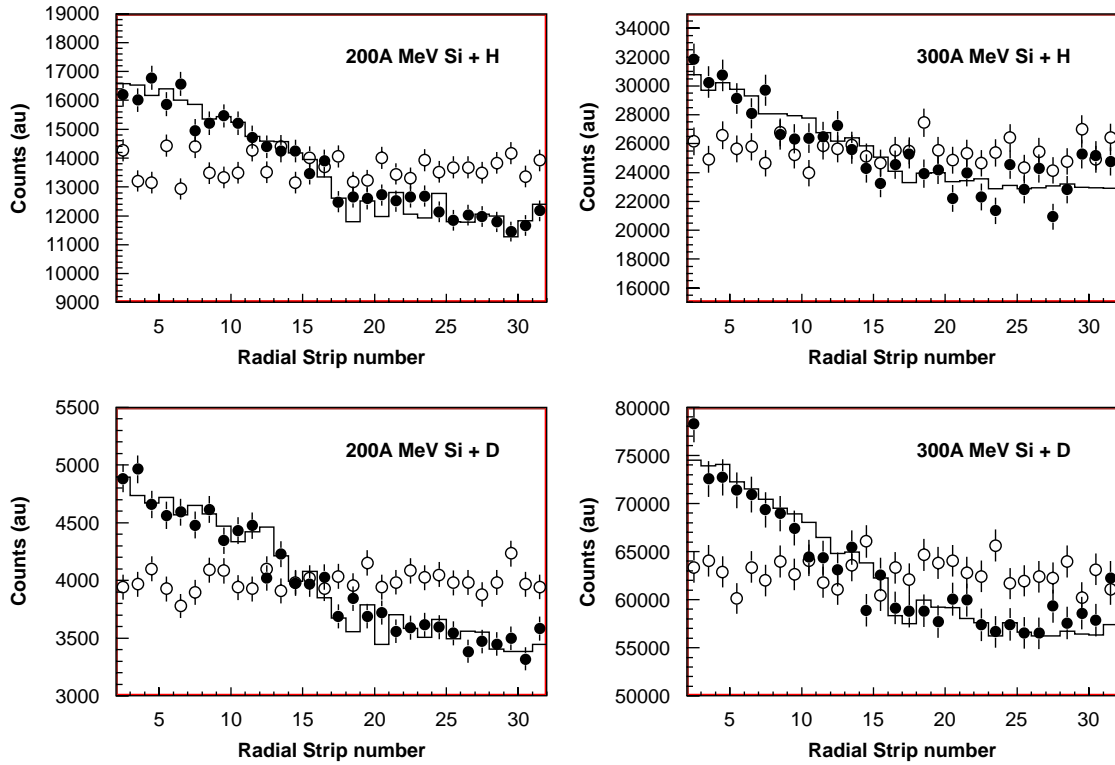 200A MeV Si + H
Counts (au)
19000
18000
17000
16000
15000
14000
13000
12000
11000
10000
9000
5 10 15 20 25 30
Radial Strip number
300A MeV Si + H
Counts (au)
34000
32000
30000
28000
26000
24000
22000
20000
18000
16000
5 10 15 20 25 30
Radial Strip number
200A MeV Si + D
Counts (au)
5500
5000
4500
4000
3500
3000
5 10 15 20 25 30
Radial Strip number
300A MeV Si + D
Counts (au)
80000
75000
70000
65000
60000
55000
50000
5 10 15 20 25 30
Radial Strip number